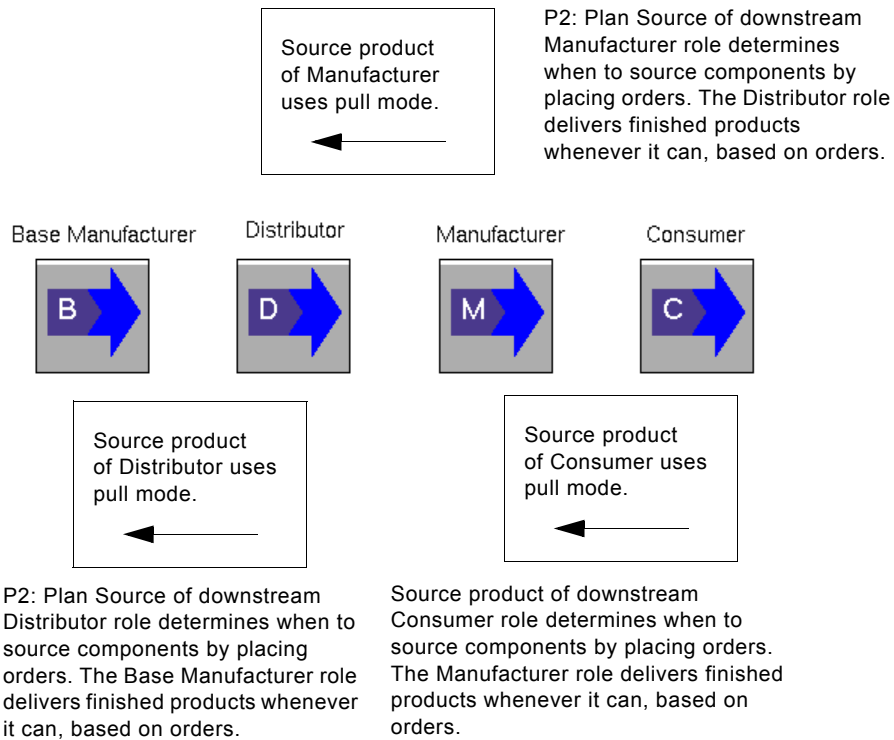 Source product
of Manufacturer
uses pull mode.
P2: Plan Source of downstream
Manufacturer role determines
when to source components by
placing orders. The Distributor role
delivers finished products
whenever it can, based on orders.
Base Manufacturer
Distributor
Manufacturer
Consumer
B
D
M
C
Source product
of Distributor uses
pull mode.
Source product
of Consumer uses
pull mode.
P2: Plan Source of downstream
Distributor role determines when to
source components by placing
orders. The Base Manufacturer role
delivers finished products whenever
it can, based on orders.
Source product of downstream
Consumer role determines when to
source components by placing orders.
The Manufacturer role delivers finished
products whenever it can, based on
orders.